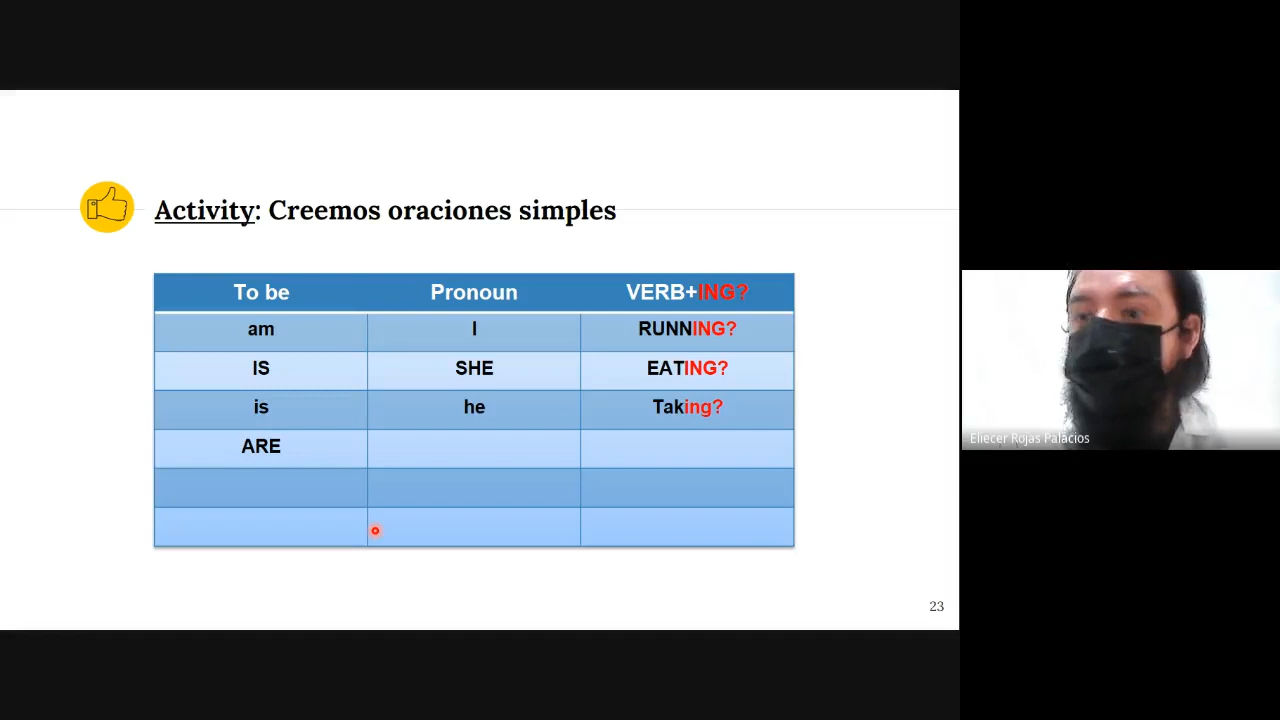 Activity: Creemos oraciones simples
To be Pronoun VERB+ING?
am I RUNNING?
IS SHE EATING?
is he Taking?
ARE
23
Eliecer Rojas Palacios